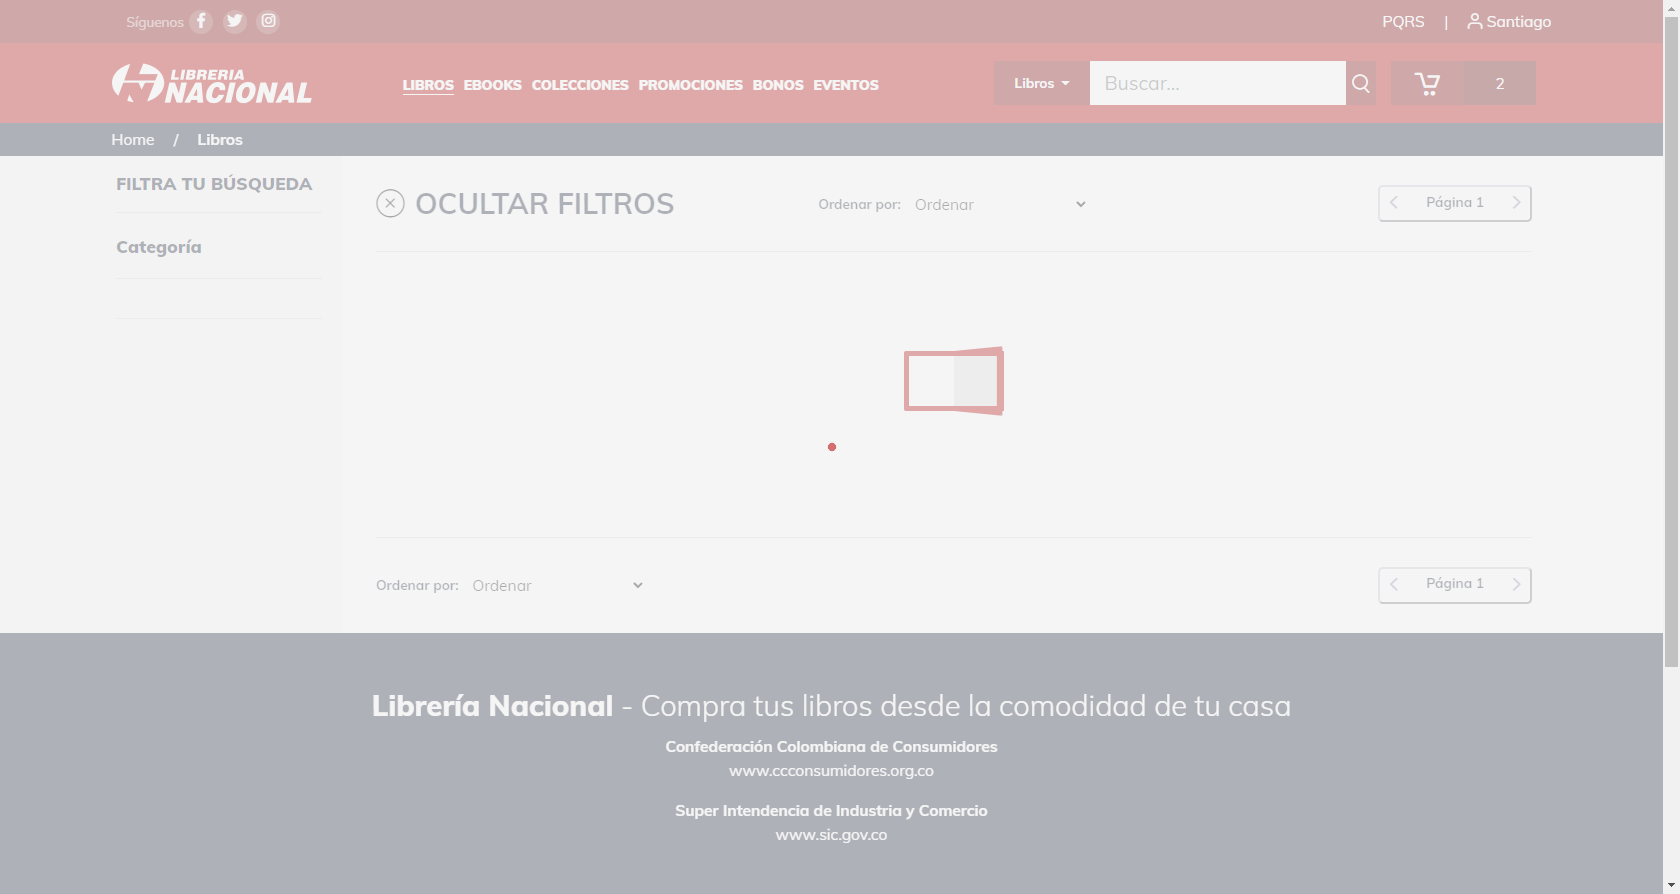 Síguenos
PQRS | Santiago
LIBRERIA
NACIONAL
LIBROS EBOOKS COLECCIONES PROMOCIONES BONOS EVENTOS
Libros
Buscar...
2
Home / Libros
FILTRA TU BÚSQUEDA
Categoría
OCULTAR FILTROS
Ordenar por: Ordenar
Página 1
Ordenar por: Ordenar
Página 1
Librería Nacional - Compra tus libros desde la comodidad de tu casa
Confederación Colombiana de Consumidores
www.ccconsumidores.org.co
Super Intendencia de Industria y Comercio
www.sic.gov.co